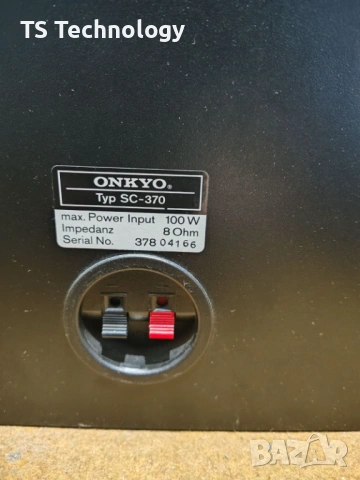 TS Technology
ONKYO®
Typ SC-370
max. Power Input 100 W
Impedanz 8 Ohm
Serial No. 378 04166
- +
BAZAR